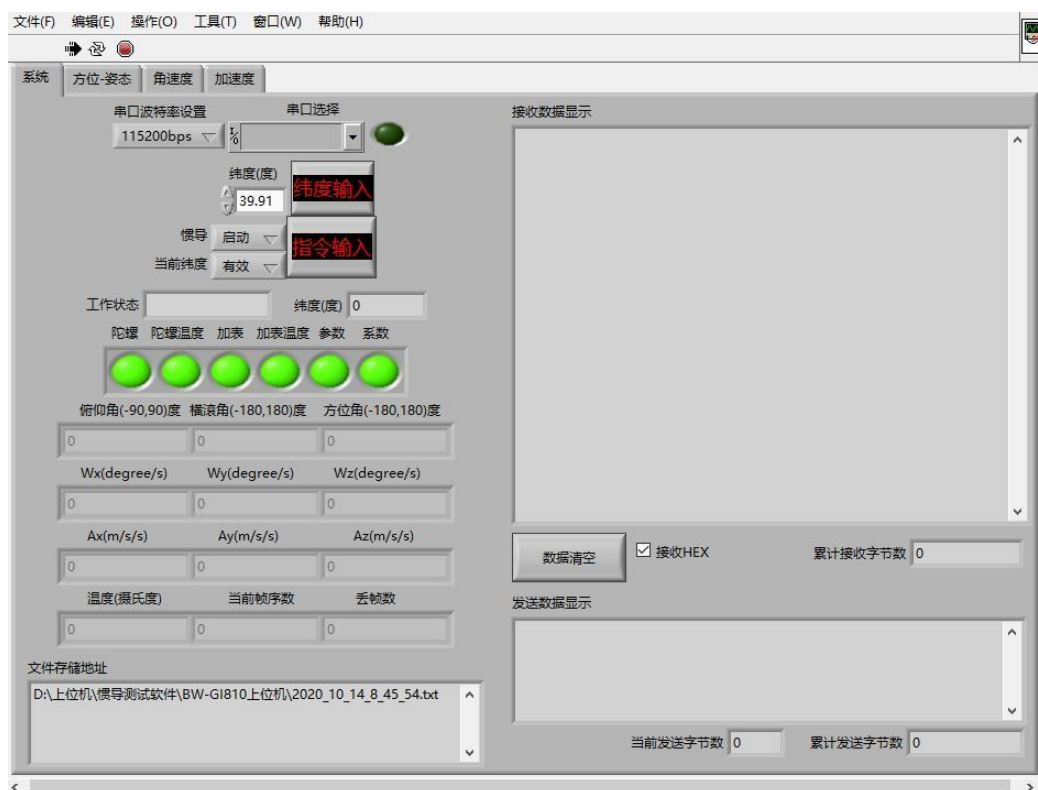 文件(F) 编辑(E) 操作(O) 工具(T) 窗口(W) 帮助(H)
系统 方位-姿态 角速度 加速度
串口波特率设置 串口选择
115200bps I/O
纬度(度)
39.91
纬度输入
惯导 启动
指令输入
当前纬度 有效
工作状态 纬度(度) 0
陀螺 陀螺温度 加表 加表温度 参数 系数
俯仰角(-90,90)度 横滚角(-180,180)度 方位角(-180,180)度
0 0 0
Wx(degree/s) Wy(degree/s) Wz(degree/s)
0 0 0
Ax(m/s/s) Ay(m/s/s) Az(m/s/s)
0 0 0
温度(摄氏度) 当前帧序数 丢帧数
0 0 0
文件存储地址
D:\上位机\惯导测试软件\BW-GI810上位机\2020_10_14_8_45_54.txt
接收数据显示
数据清空 接收HEX 累计接收字节数 0
发送数据显示
当前发送字节数 0 累计发送字节数 0